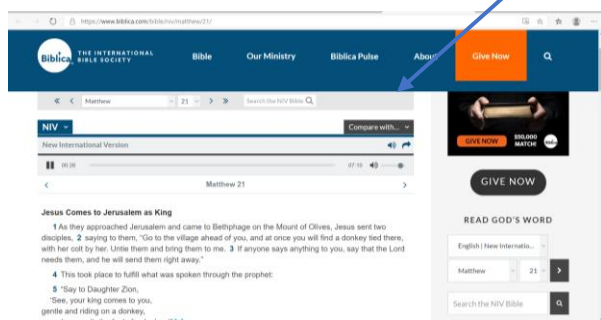 https://www.biblica.com/bible/niv/matthew/21/
Biblica THE INTERNATIONAL
BIBLE SOCIETY
Bible Our Ministry Biblica Pulse About Give Now
Matthew 21 Search the NIV Bible
NIV Compare with...
New International Version
00:28 07:10
Matthew 21
Jesus Comes to Jerusalem as King
1 As they approached Jerusalem and came to Bethphage on the Mount of Olives, Jesus sent two
disciples, 2 saying to them, "Go to the village ahead of you, and at once you will find a donkey tied there,
with her colt by her. Untie them and bring them to me. 3 If anyone says anything to you, say that the Lord
needs them, and he will send them right away."
4 This took place to fulfill what was spoken through the prophet:
5 "Say to Daughter Zion,
'See, your king comes to you,
gentle and riding on a donkey,
GIVE NOW $50,000
MATCH!
GIVE NOW
READ GOD'S WORD
English | New Internatio...
Matthew 21
Search the NIV Bible